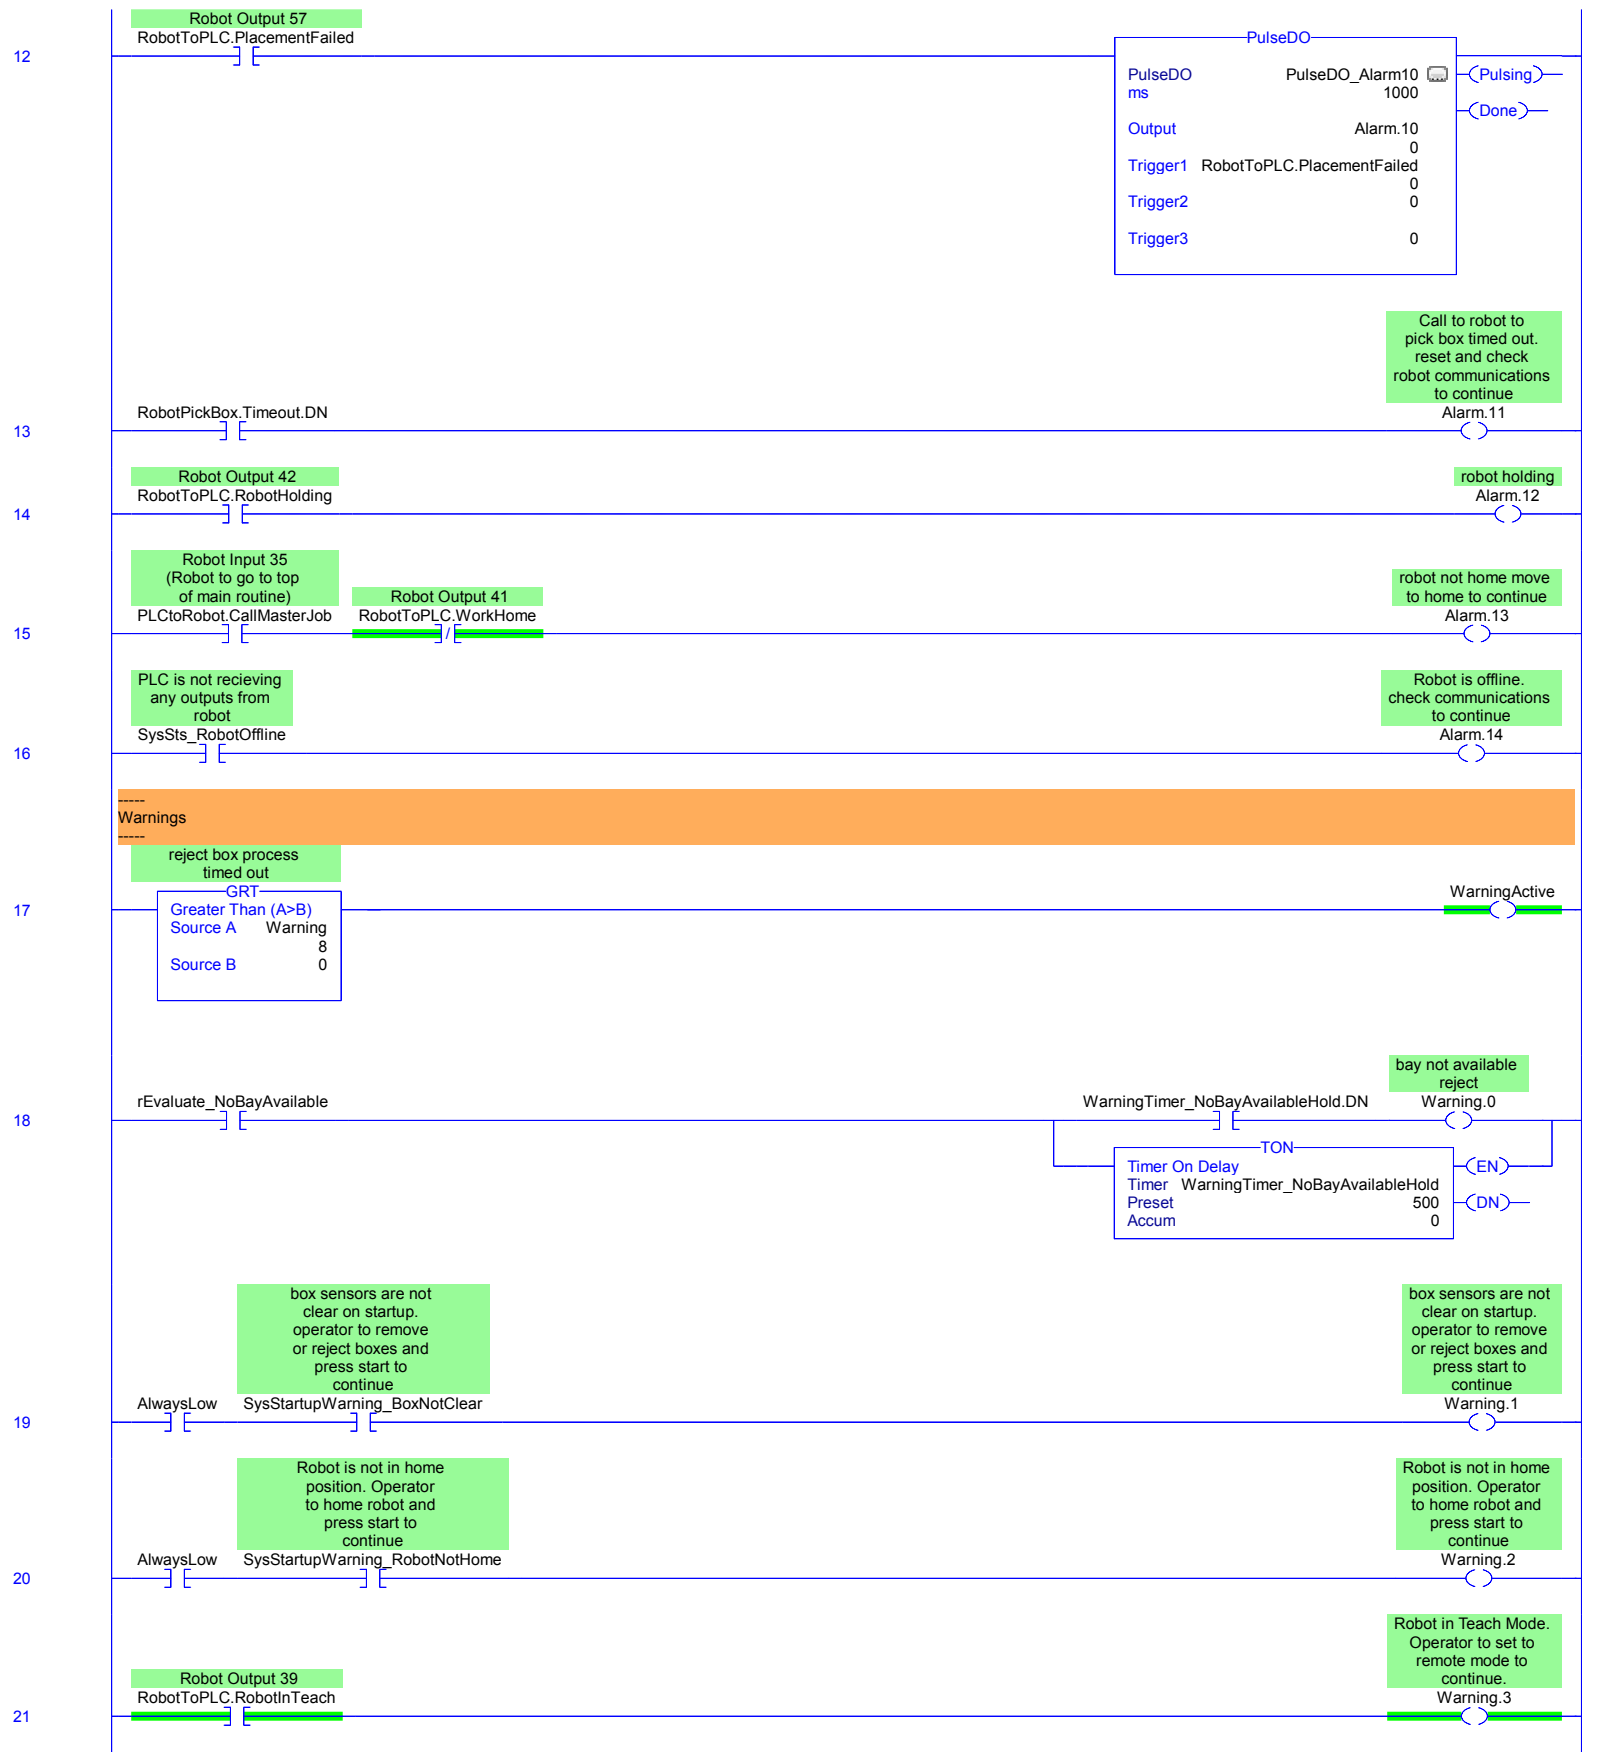 Robot Output 57
RobotToPLC.PlacementFailed
12
PulseDO
PulseDO PulseDO_Alarm10
ms 1000
Pulsing
Done
Output Alarm.10
0
Trigger1 RobotToPLC.PlacementFailed
0
Trigger2 0
Trigger3 0
Call to robot to
pick box timed out.
reset and check
robot communications
to continue
RobotPickBox.Timeout.DN Alarm.11
13
Robot Output 42 robot holding
RobotToPLC.RobotHolding Alarm.12
14
Robot Input 35
(Robot to go to top
of main routine)
PLCtoRobot.CallMasterJob
Robot Output 41
RobotToPLC.WorkHome
robot not home move
to home to continue
Alarm.13
15
/
PLC is not recieving
any outputs from
robot
SysSts_RobotOffline
Robot is offline.
check communications
to continue
Alarm.14
16
-----
Warnings
-----
reject box process
timed out
GRT
Greater Than (A>B)
Source A Warning
8
Source B 0
WarningActive
17
bay not available
reject
rEvaluate_NoBayAvailable WarningTimer_NoBayAvailableHold.DN Warning.0
18
TON
Timer On Delay
Timer WarningTimer_NoBayAvailableHold
Preset 500
Accum 0
EN
DN
box sensors are not
clear on startup.
operator to remove
or reject boxes and
press start to
continue
AlwaysLow SysStartupWarning_BoxNotClear
box sensors are not
clear on startup.
operator to remove
or reject boxes and
press start to
continue
Warning.1
19
Robot is not in home
position. Operator
to home robot and
press start to
continue
AlwaysLow SysStartupWarning_RobotNotHome
Robot is not in home
position. Operator
to home robot and
press start to
continue
Warning.2
20
Robot in Teach Mode.
Operator to set to
remote mode to
continue.
Warning.3
Robot Output 39
RobotToPLC.RobotInTeach
21